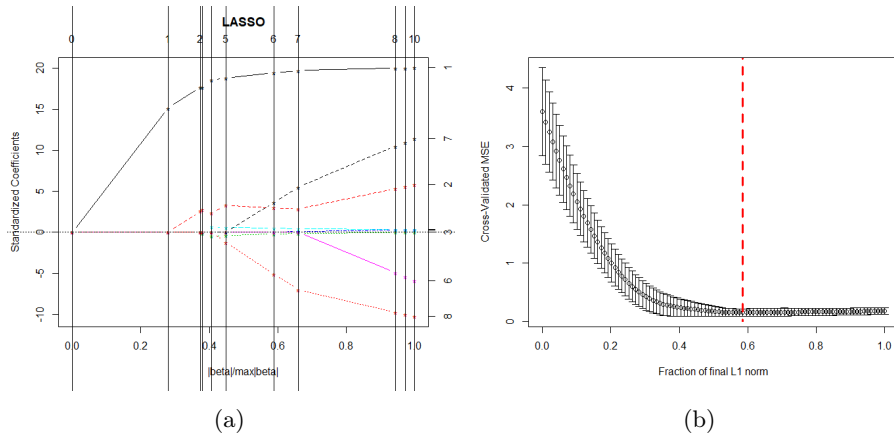 LASSO
0 1 2 5 6 7 8 10
Standardized Coefficients
20
15
10
5
0
-5
-10
1
7
2
3
6
8
0.0 0.2 0.4 0.6 0.8 1.0
|beta|/max|beta|
(a)
Cross-Validated MSE
4
3
2
1
0
0.0 0.2 0.4 0.6 0.8 1.0
Fraction of final L1 norm
(b)